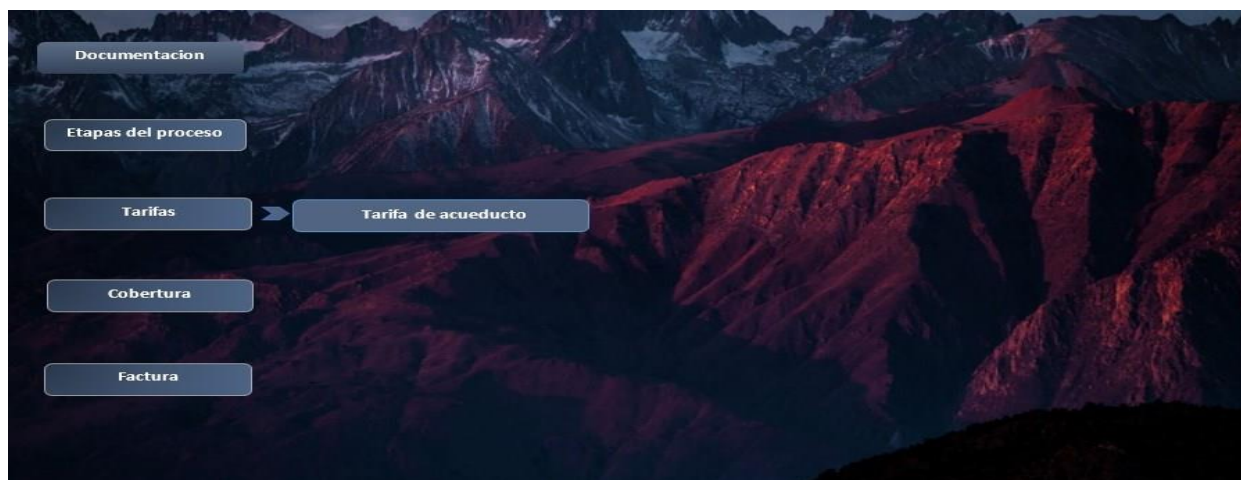 Documentacion
Etapas del proceso
Tarifas
Tarifa de acueducto
Cobertura
Factura